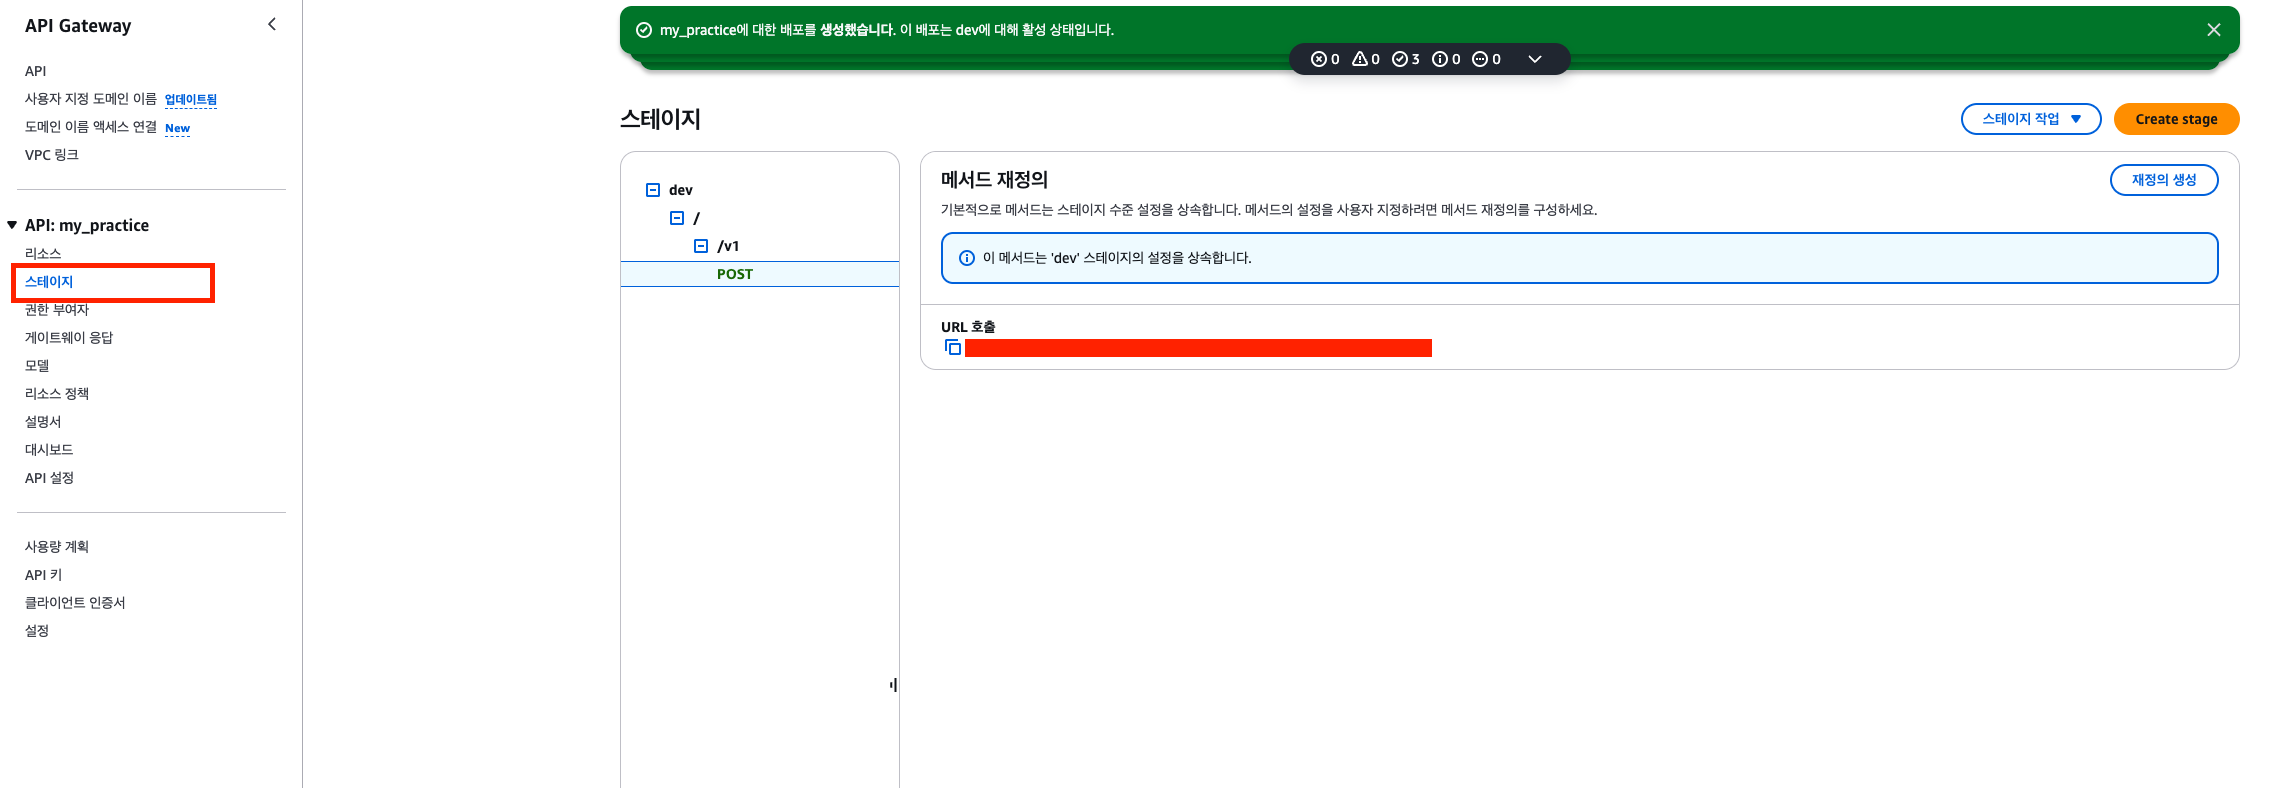 API Gateway
API
사용자 지정 도메인 이름 업데이트됨
도메인 이름 액세스 연결 New
VPC 링크
API: my_practice
리소스
스테이지
권한 부여자
게이트웨이 응답
모델
리소스 정책
설명서
대시보드
API 설정
사용량 계획
API 키
클라이언트 인증서
설정
my_practice에 대한 배포를 생성했습니다. 이 배포는 dev에 대해 활성 상태입니다.
0 0 3 0 0
스테이지
스테이지 작업
Create stage
dev
/
/v1
POST
메서드 재정의
재정의 생성
기본적으로 메서드는 스테이지 수준 설정을 상속합니다. 메서드의 설정을 사용자 지정하려면 메서드 재정의를 구성하세요.
이 메서드는 'dev' 스테이지의 설정을 상속합니다.
URL 호출